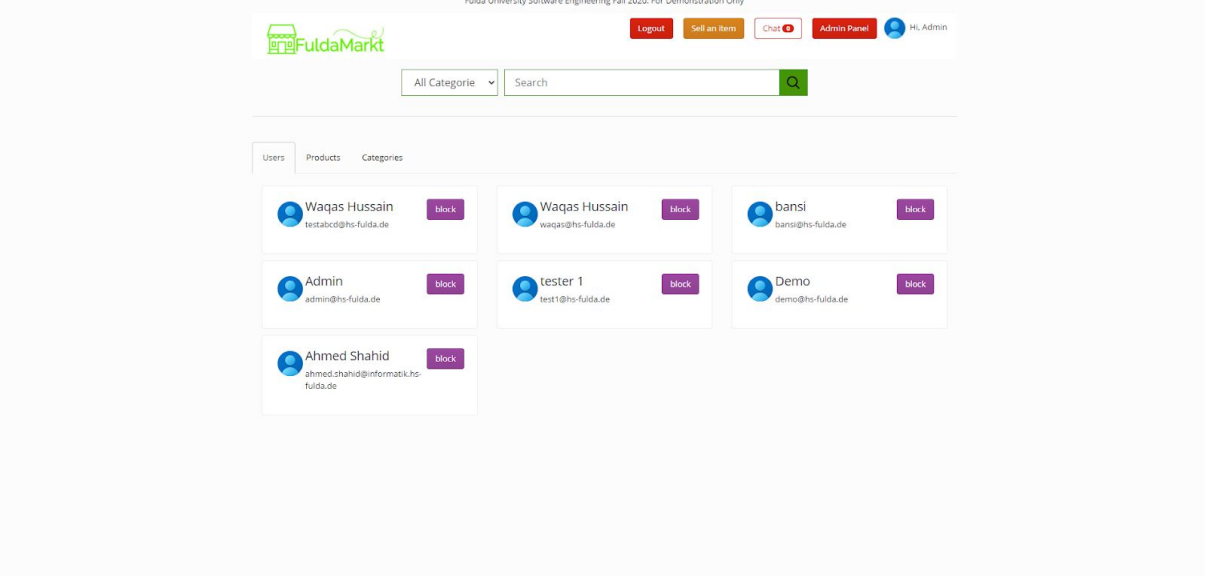 Fulda University Software Engineering Fall 2020. For Demonstration Only
FuldaMarkt
Logout
Sell an item
Chat 0
Admin Panel
Hi, Admin
All Categorie
Search
Users
Products
Categories
Waqas Hussain
block
testabcd@hs-fulda.de
Waqas Hussain
block
waqas@hs-fulda.de
bansi
block
bansi@hs-fulda.de
Admin
block
admin@hs-fulda.de
tester 1
block
test1@hs-fulda.de
Demo
block
demo@hs-fulda.de
Ahmed Shahid
block
ahmed.shahid@informatik.hs-
fulda.de